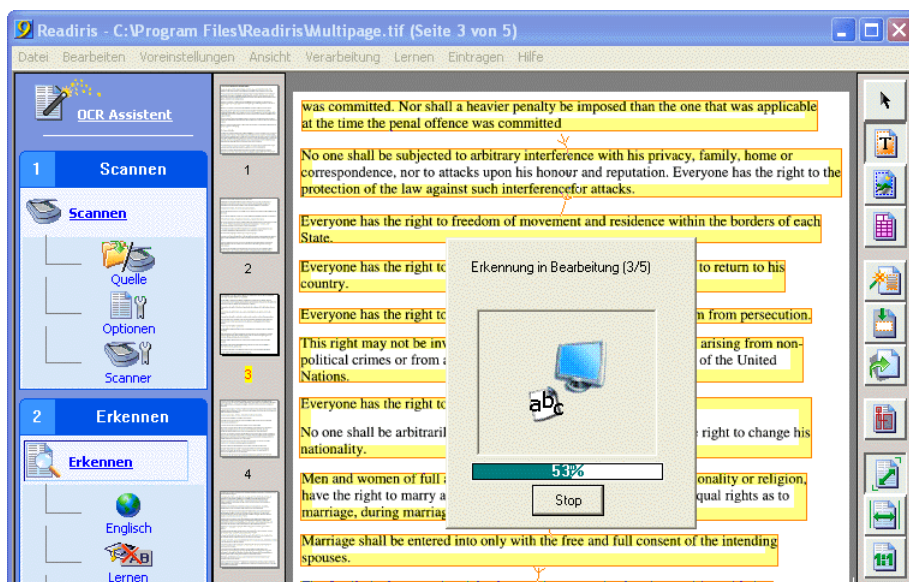 Readiris - C:\Program Files\Readiris\Multipage.tif (Seite 3 von 5)
Datei Bearbeiten Voreinstellungen Ansicht Verarbeitung Lernen Eintragen Hilfe
OCR Assistent
1 Scannen
Scannen
Quelle
Optionen
Scanner
2 Erkennen
Erkennen
Englisch
Lernen
1
2
3
4
was committed. Nor shall a heavier penalty be imposed than the one that was applicable
at the time the penal offence was committed
No one shall be subjected to arbitrary interference with his privacy, family, home or
correspondence, nor to attacks upon his honour and reputation. Everyone has the right to the
protection of the law against such interferencefor attacks.
Everyone has the right to freedom of movement and residence within the borders of each
State.
Everyone has the right to to return to his
country.
Everyone has the right to from persecution.
This right may not be arising from non-
political crimes or from of the United
Nations.
Everyone has the right to
No one shall be right to change his
nationality.
Men and women of full or religion,
have the right to marry rights as to
marriage, during
Marriage shall be entered into only with the free and full consent of the intending
spouses.
Erkennung in Bearbeitung (3/5)
abc
53%
Stop
T
AB
1:1